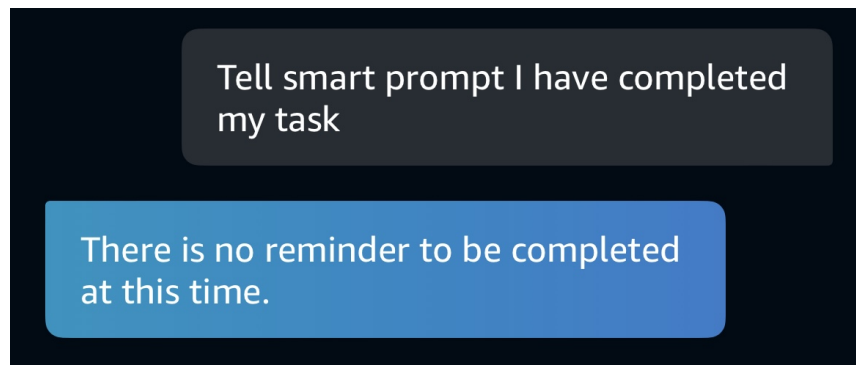 Tell smart prompt I have completed
my task
There is no reminder to be completed
at this time.